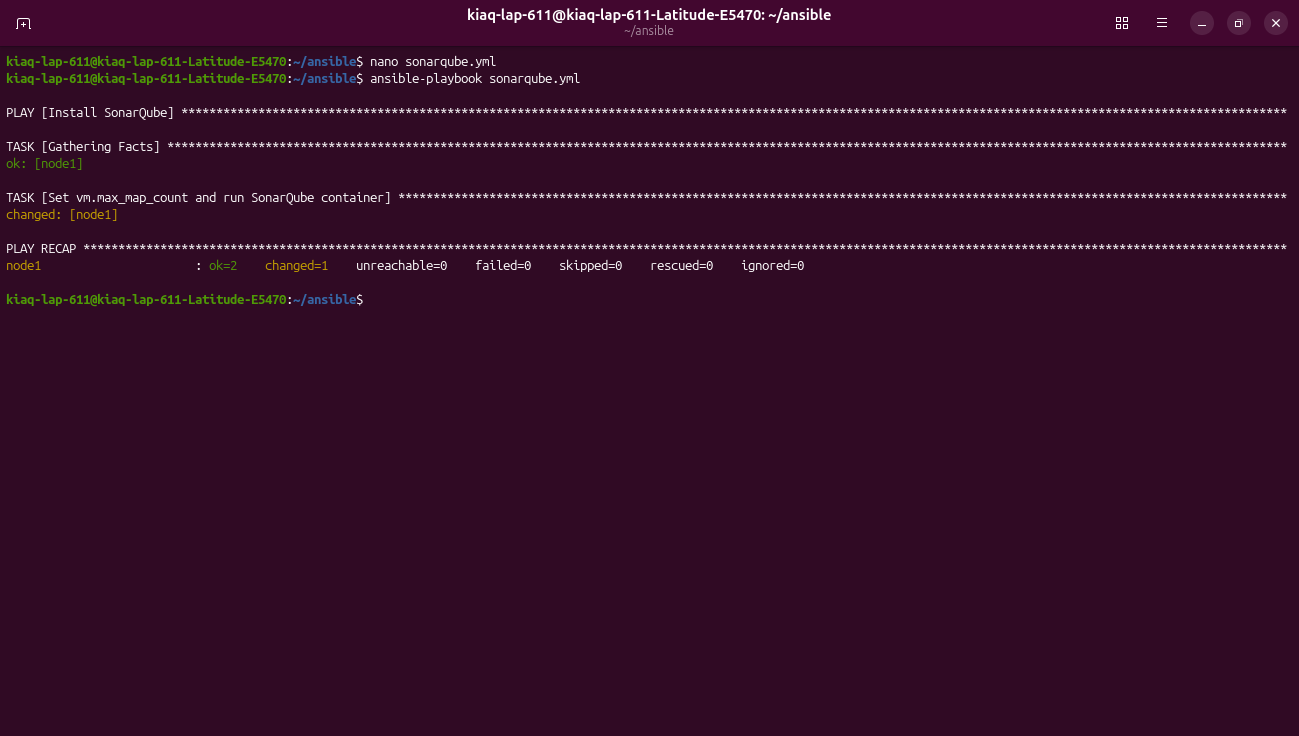 kiaq-lap-611@kiaq-lap-611-Latitude-E5470: ~/ansible
~/ansible
kiaq-lap-611@kiaq-lap-611-Latitude-E5470:~/ansible$ nano sonarqube.yml
kiaq-lap-611@kiaq-lap-611-Latitude-E5470:~/ansible$ ansible-playbook sonarqube.yml
PLAY [Install SonarQube] **************************************************************************************************************************************************************
TASK [Gathering Facts] ****************************************************************************************************************************************************************
ok: [node1]
TASK [Set vm.max_map_count and run SonarQube container] *******************************************************************************************************************************
changed: [node1]
PLAY RECAP ****************************************************************************************************************************************************************************
node1                      : ok=2    changed=1    unreachable=0    failed=0    skipped=0    rescued=0    ignored=0
kiaq-lap-611@kiaq-lap-611-Latitude-E5470:~/ansible$